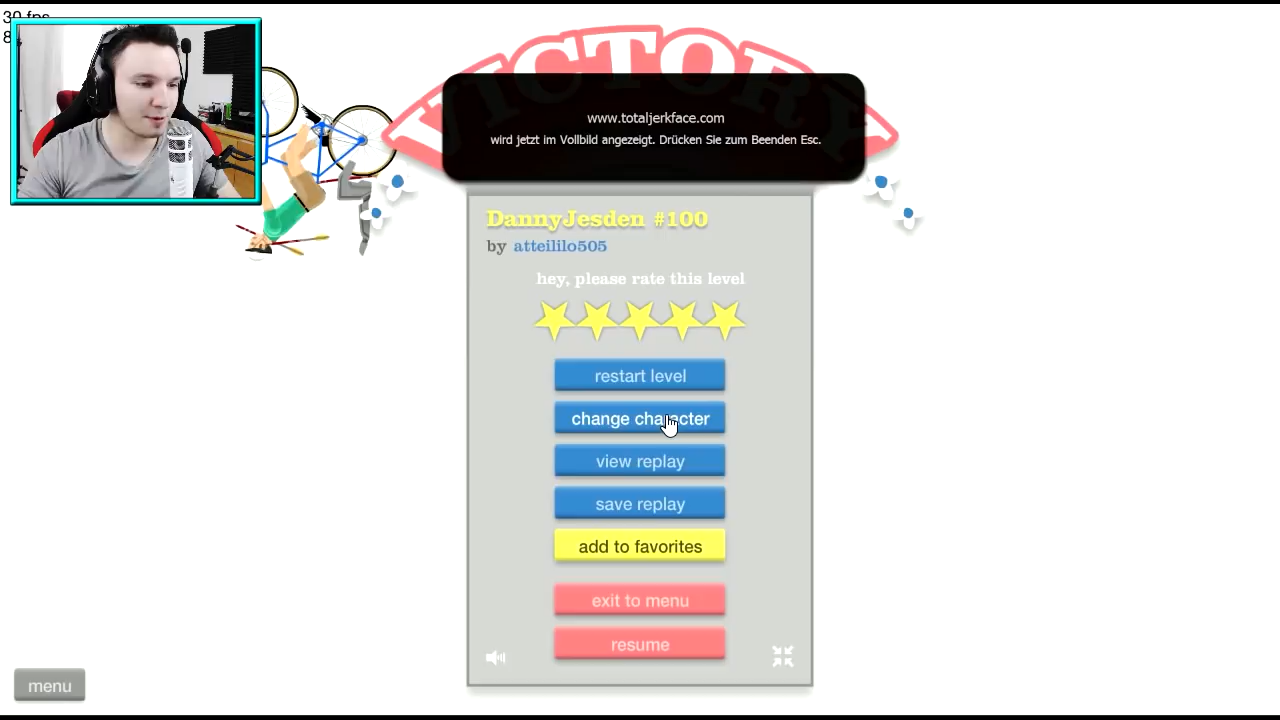 30 fps
8
VICTORY
www.totaljerkface.com
wird jetzt im Vollbild angezeigt. Drücken Sie zum Beenden Esc.
DannyJesden #100
by atteililo505
hey, please rate this level
restart level
change character
view replay
save replay
add to favorites
exit to menu
resume
menu